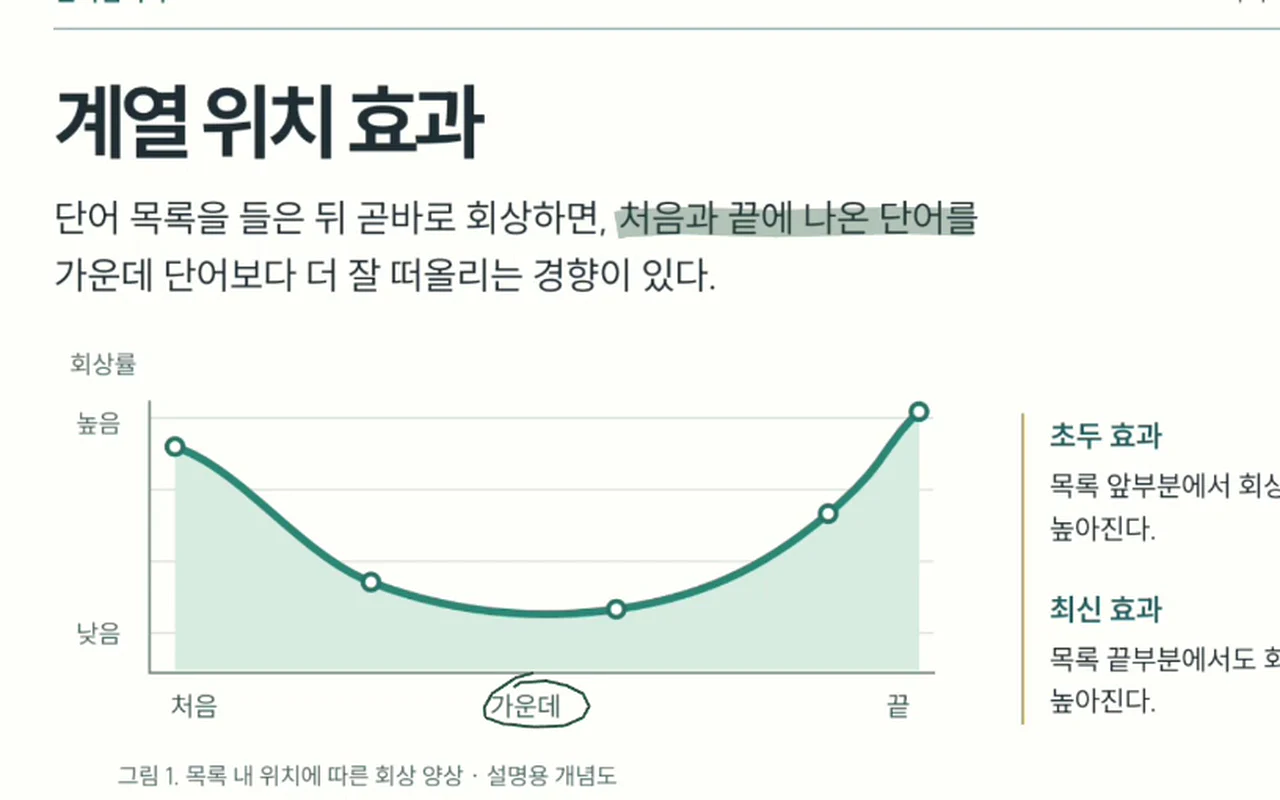 계열 위치 효과
단어 목록을 들은 뒤 곧바로 회상하면, 처음과 끝에 나온 단어를
가운데 단어보다 더 잘 떠올리는 경향이 있다.
회상률
높음
낮음
처음
가운데
끝
그림 1. 목록 내 위치에 따른 회상 양상 · 설명용 개념도
초두 효과
목록 앞부분에서
높아진다.
최신 효과
목록 끝부분에서도
높아진다.